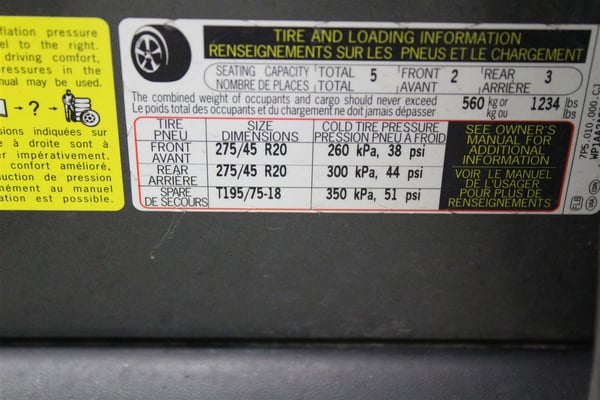 flation pressure
el to the right.
driving comfort,
ressures in the
nual may be used.
?
sions indiquées sur
e à droite sont à
er impérativement.
confort amélioré,
uction de pression
nément au manuel
ation est possible.
TIRE AND LOADING INFORMATION
RENSEIGNEMENTS SUR LES PNEUS ET LE CHARGEMENT
SEATING CAPACITY TOTAL 5 FRONT 2 REAR 3
NOMBRE DE PLACES TOTAL AVANT ARRIÈRE
The combined weight of occupants and cargo should never exceed 560 kg or 1234 lbs
Le poids total des occupants et du chargement ne doit jamais dépasser kg ou lbs
TIRE SIZE COLD TIRE PRESSURE
PNEU DIMENSIONS PRESSION PNEU À FROID
FRONT 275/45 R20 260 kPa, 38 psi
AVANT
REAR 275/45 R20 300 kPa, 44 psi
ARRIÈRE
SPARE T195/75-18 350 kPa, 51 psi
DE SECOURS
SEE OWNER'S
MANUAL FOR
ADDITIONAL
INFORMATION
VOIR LE MANUEL
DE L'USAGER
POUR PLUS DE
RENSEIGNEMENTS
7P5 010